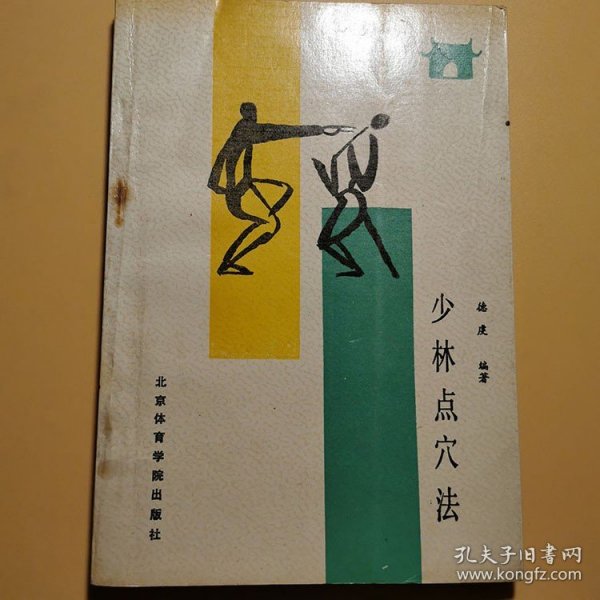 少林点穴法
德虔 编著
北京体育学院出版社
孔夫子旧书网
www.kongfz.com